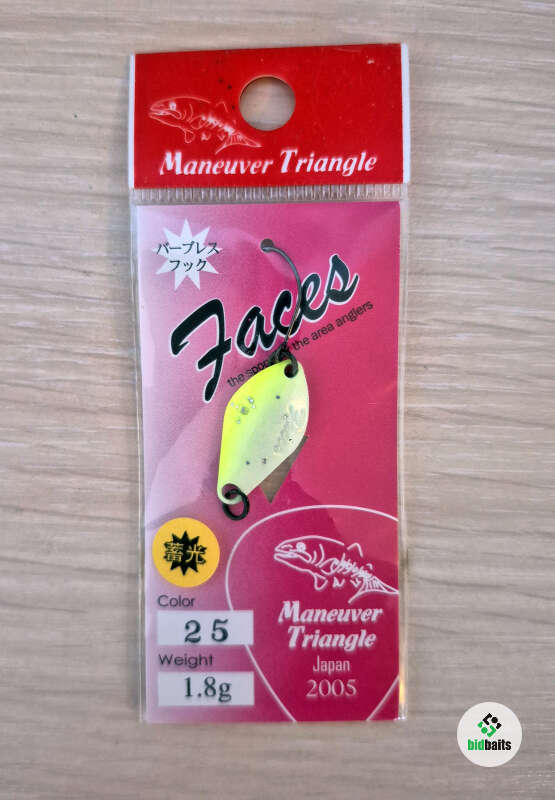 Maneuver Triangle
バーブレス
フック
Faces
the spoon the area anglers
蓄光
Color
25
Weight
1.8g
Maneuver
Triangle
Japan
2005
bidbaits